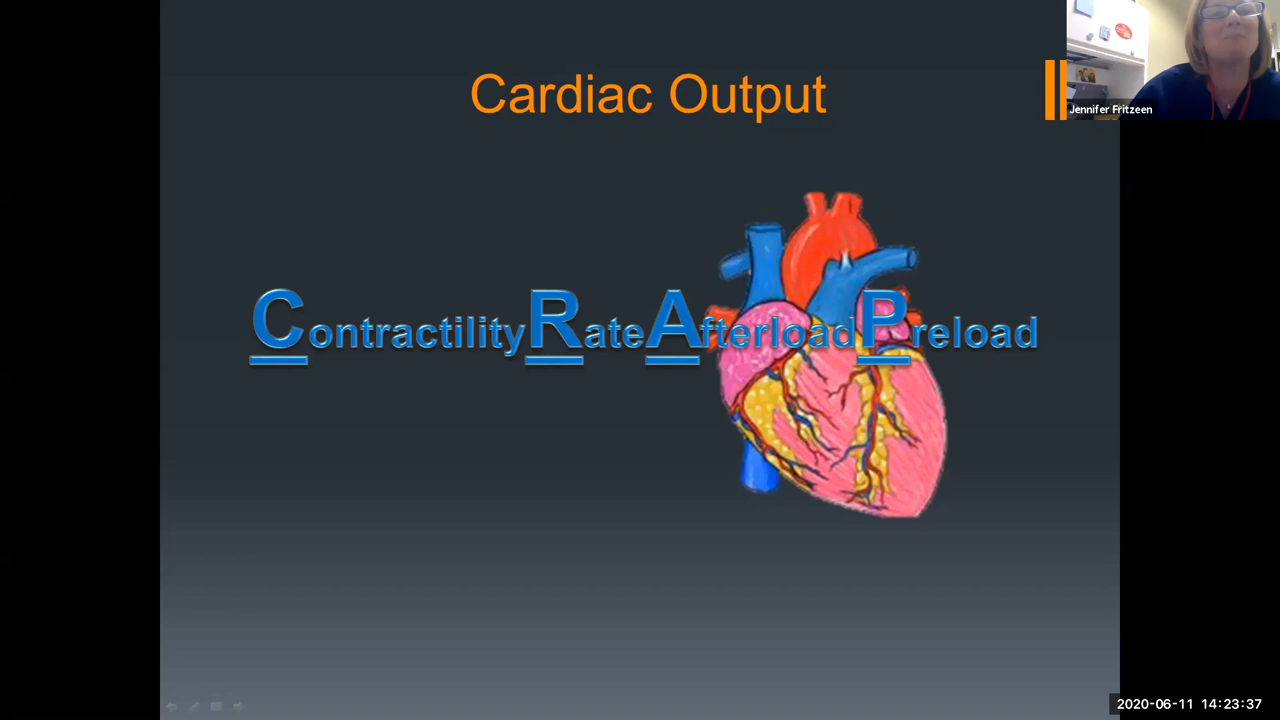 Cardiac Output
Jennifer Fritzeen
ContractilityRateAfterloadPreload
2020-06-11 14:23:37